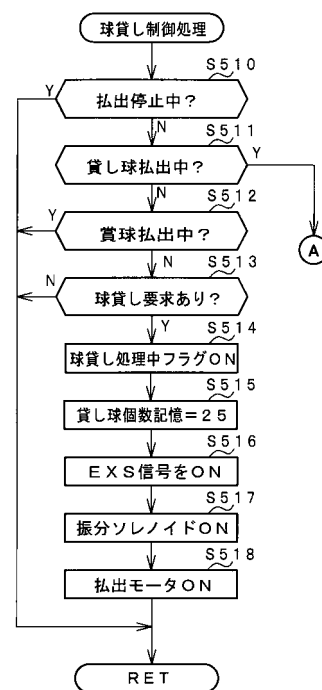 球貸し制御処理
S510
Y
払出停止中？
N
S511
貸し球払出中？
Y
N
S512
Y
賞球払出中？
A
N
S513
N
球貸し要求あり？
Y
S514
球貸し処理中フラグON
S515
貸し球個数記憶＝25
S516
EXS信号をON
S517
振分ソレノイドON
S518
払出モータON
RET